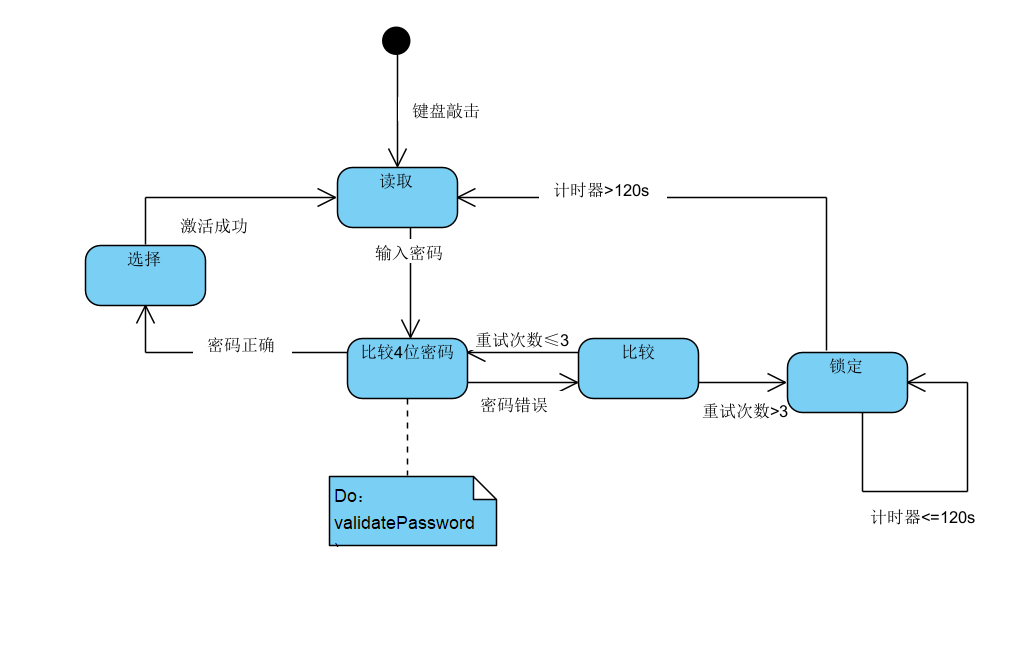 键盘敲击
读取
计时器>120s
激活成功
输入密码
选择
密码正确
比较4位密码
重试次数≤3
比较
锁定
密码错误
重试次数>3
Do：
validatePassword
计时器<=120s